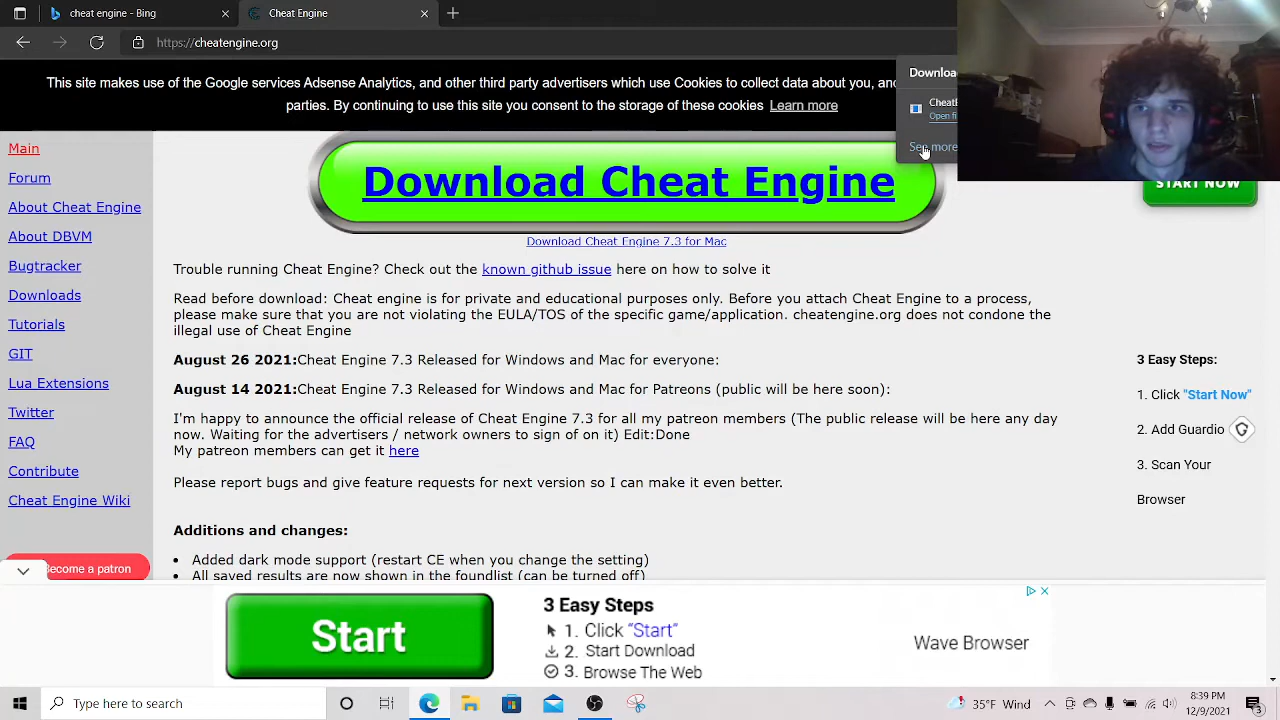 cheat engine - Bing
Cheat Engine
https://cheatengine.org
This site makes use of the Google services Adsense Analytics, and other third party advertisers which use Cookies to collect data about you, an
parties. By continuing to use this site you consent to the storage of these cookies Learn more
Downloa
CheatE
Open fi
See more
Main
Forum
About Cheat Engine
About DBVM
Bugtracker
Downloads
Tutorials
GIT
Lua Extensions
Twitter
FAQ
Contribute
Cheat Engine Wiki
Become a patron
Download Cheat Engine
Download Cheat Engine 7.3 for Mac
Trouble running Cheat Engine? Check out the known github issue here on how to solve it
Read before download: Cheat engine is for private and educational purposes only. Before you attach Cheat Engine to a process,
please make sure that you are not violating the EULA/TOS of the specific game/application. cheatengine.org does not condone the
illegal use of Cheat Engine
August 26 2021:Cheat Engine 7.3 Released for Windows and Mac for everyone:
August 14 2021:Cheat Engine 7.3 Released for Windows and Mac for Patreons (public will be here soon):
I'm happy to announce the official release of Cheat Engine 7.3 for all my patreon members (The public release will be here any day
now. Waiting for the advertisers / network owners to sign of on it) Edit:Done
My patreon members can get it here
Please report bugs and give feature requests for next version so I can make it even better.
Additions and changes:
• Added dark mode support (restart CE when you change the setting)
• All saved results are now shown in the foundlist (can be turned off)
START NOW
3 Easy Steps:
1. Click "Start Now"
2. Add Guardio
3. Scan Your
Browser
Start
3 Easy Steps
1. Click "Start"
2. Start Download
3. Browse The Web
Wave Browser
Type here to search
35°F Wind
8:39 PM
12/9/2021
3